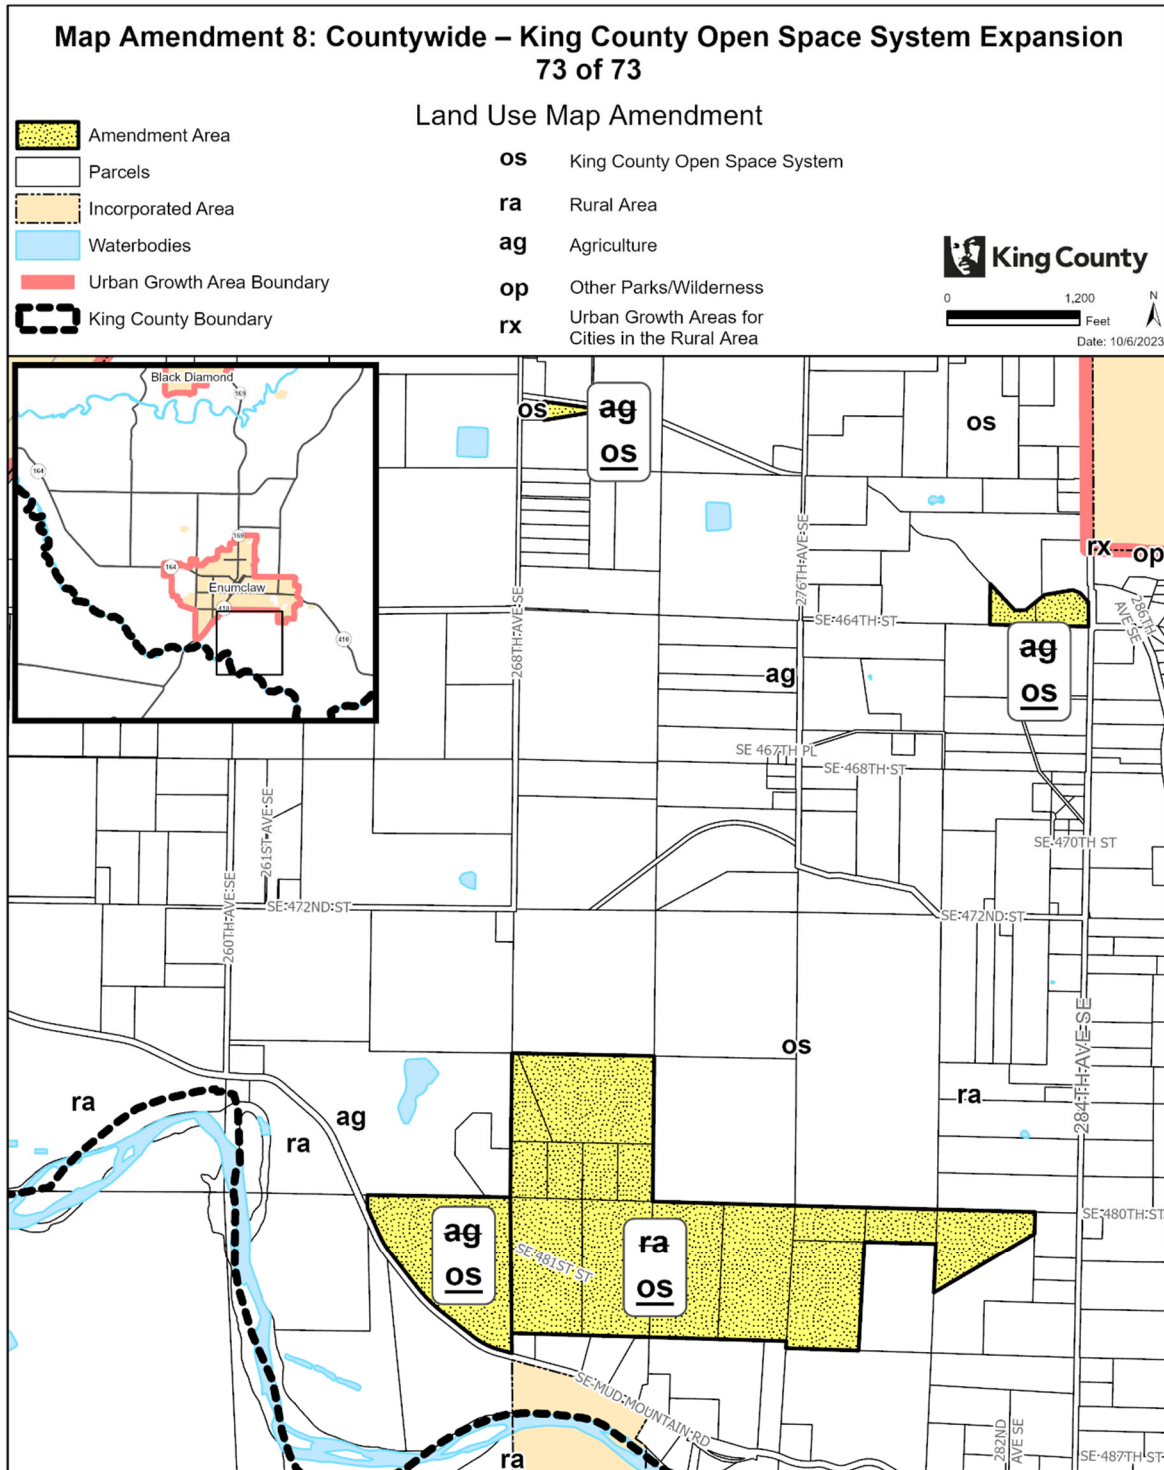 Map Amendment 8: Countywide – King County Open Space System Expansion
73 of 73
Land Use Map Amendment
Amendment Area
Parcels
Incorporated Area
Waterbodies
Urban Growth Area Boundary
King County Boundary
os King County Open Space System
ra Rural Area
ag Agriculture
op Other Parks/Wilderness
rx Urban Growth Areas for
Cities in the Rural Area
King County
0 1,200
Feet
N
Date: 10/6/2023
Black Diamond
169
164
169
164
Enumclaw
410
410
os
ag
os
os
rx
op
276TH AVE SE
268TH AVE SE
SE 464TH ST
286TH
AVE SE
ag
os
ag
SE 467TH PL
SE 468TH ST
261ST AVE SE
SE 470TH ST
260TH AVE SE
SE 472ND ST
SE 472ND ST
284TH AVE SE
os
ra
ag
ra
ra
SE 480TH ST
ag
os
SE 481ST ST
ra
os
SE MUD MOUNTAIN RD
282ND
AVE SE
SE 487TH ST
ra